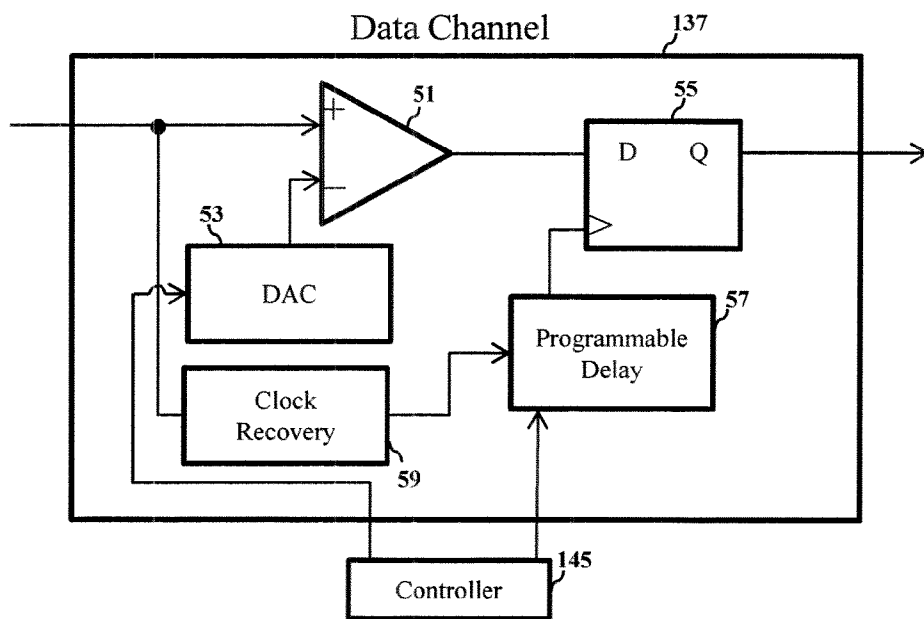 Data Channel
137
51
+
−
55
D Q
53
DAC
57
Programmable
Delay
Clock
Recovery
59
145
Controller